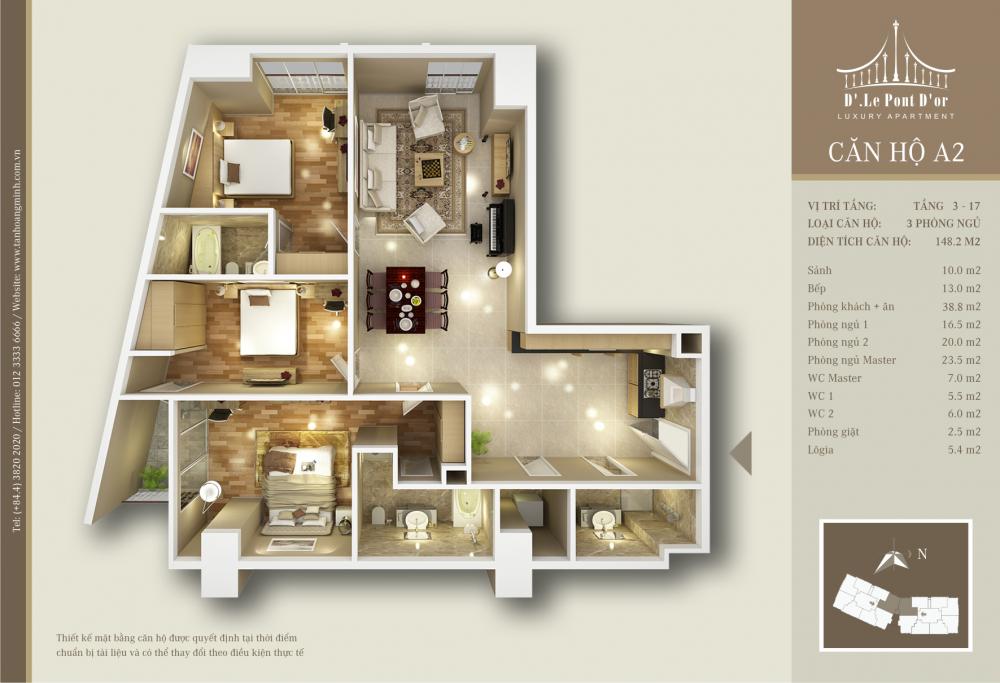 Tel: (+84.4) 3820 2020 / Hotline: 012 3333 6666 / Website: www.tanhoangminh.com.vn
D'.Le Pont D'or
LUXURY APARTMENT
CĂN HỘ A2
VỊ TRÍ TẦNG: TẦNG 3 - 17
LOẠI CĂN HỘ: 3 PHÒNG NGỦ
DIỆN TÍCH CĂN HỘ: 148.2 M2
Sảnh 10.0 m2
Bếp 13.0 m2
Phòng khách + ăn 38.8 m2
Phòng ngủ 1 16.5 m2
Phòng ngủ 2 20.0 m2
Phòng ngủ Master 23.5 m2
WC Master 7.0 m2
WC 1 5.5 m2
WC 2 6.0 m2
Phòng giặt 2.5 m2
Lôgia 5.4 m2
N
Thiết kế mặt bằng căn hộ được quyết định tại thời điểm
chuẩn bị tài liệu và có thể thay đổi theo điều kiện thực tế